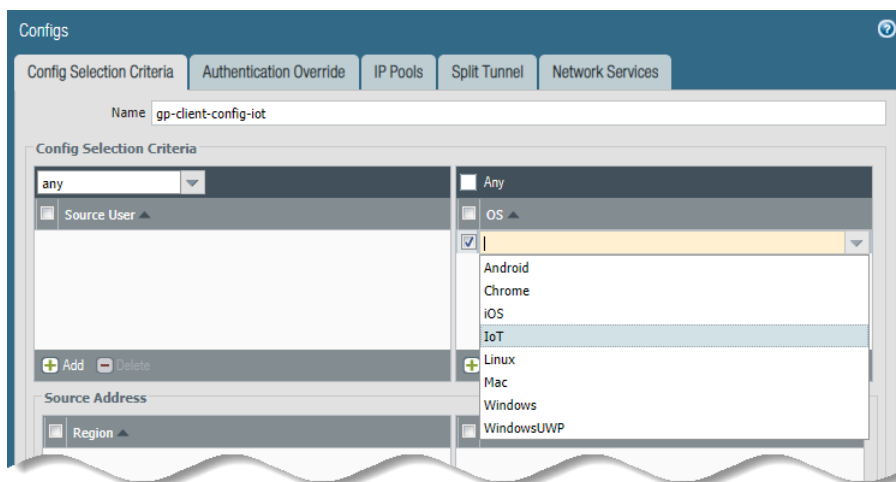 Configs
Config Selection Criteria
Authentication Override
IP Pools
Split Tunnel
Network Services
Name gp-client-config-iot
Config Selection Criteria
any
Any
Source User
OS
Android
Chrome
iOS
IoT
Linux
Mac
Windows
WindowsUWP
Add Delete
Source Address
Region